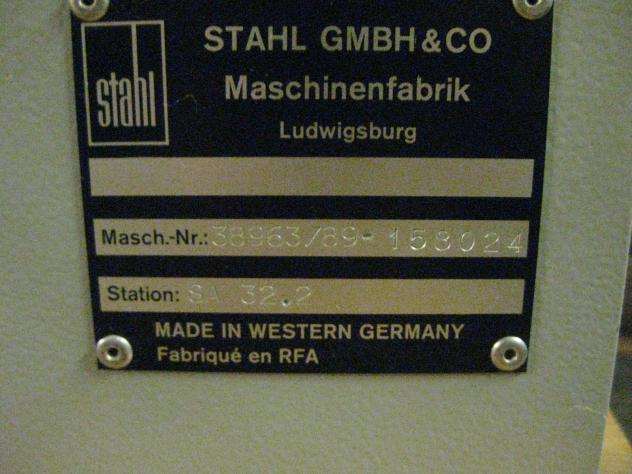 stahl
STAHL GMBH & CO
Maschinenfabrik
Ludwigsburg
Masch.-Nr.: 38963/89- 153024
Station: SA 32.2
MADE IN WESTERN GERMANY
Fabriqué en RFA